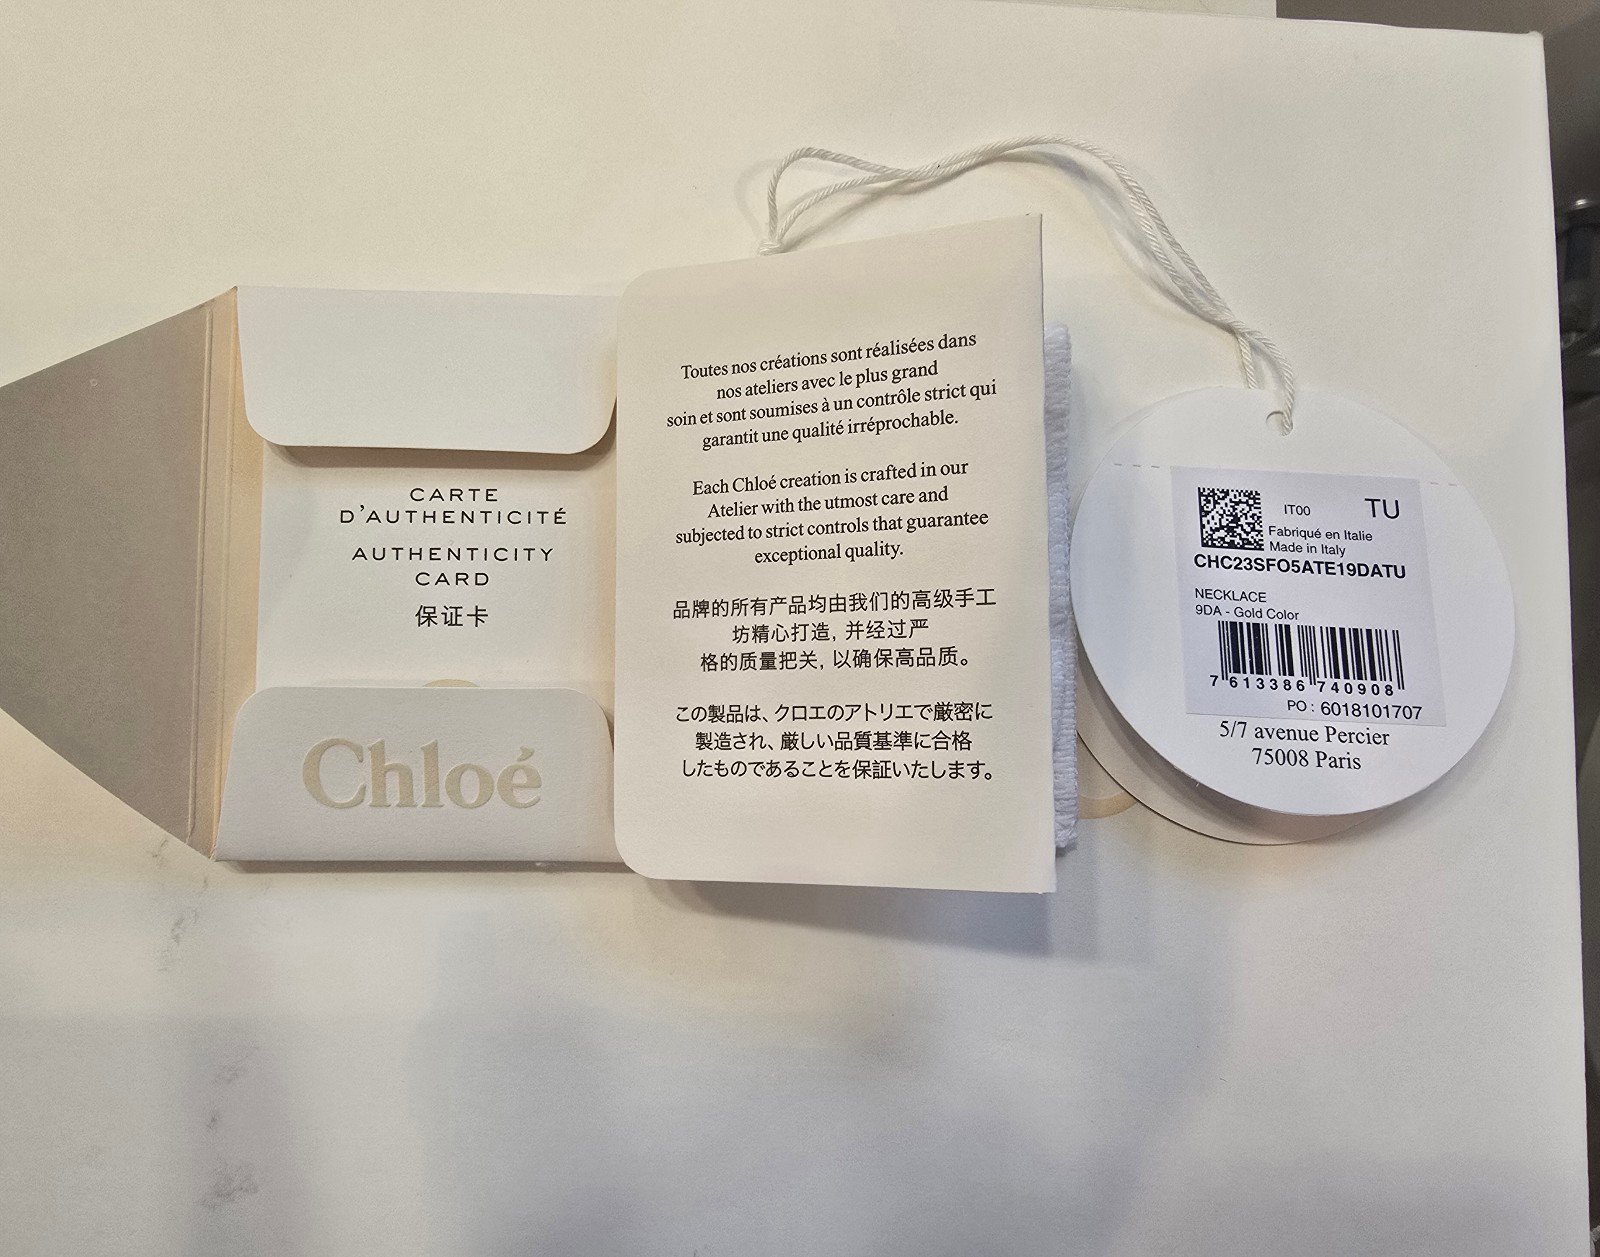 CARTE
D'AUTHENTICITÉ
AUTHENTICITY
CARD
保证卡
Chloé
Toutes nos créations sont réalisées dans
nos ateliers avec le plus grand
soin et sont soumises à un contrôle strict qui
garantit une qualité irréprochable.
Each Chloé creation is crafted in our
Atelier with the utmost care and
subjected to strict controls that guarantee
exceptional quality.
品牌的所有产品均由我们的高级手工
坊精心打造, 并经过严
格的质量把关, 以确保高品质。
この製品は、クロエのアトリエで厳密に
製造され、厳しい品質基準に合格
したものであることを保証いたします。
IT00 TU
Fabriqué en Italie
Made in Italy
CHC23SFO5ATE19DATU
NECKLACE
9DA - Gold Color
7 613386 740908
PO : 6018101707
5/7 avenue Percier
75008 Paris